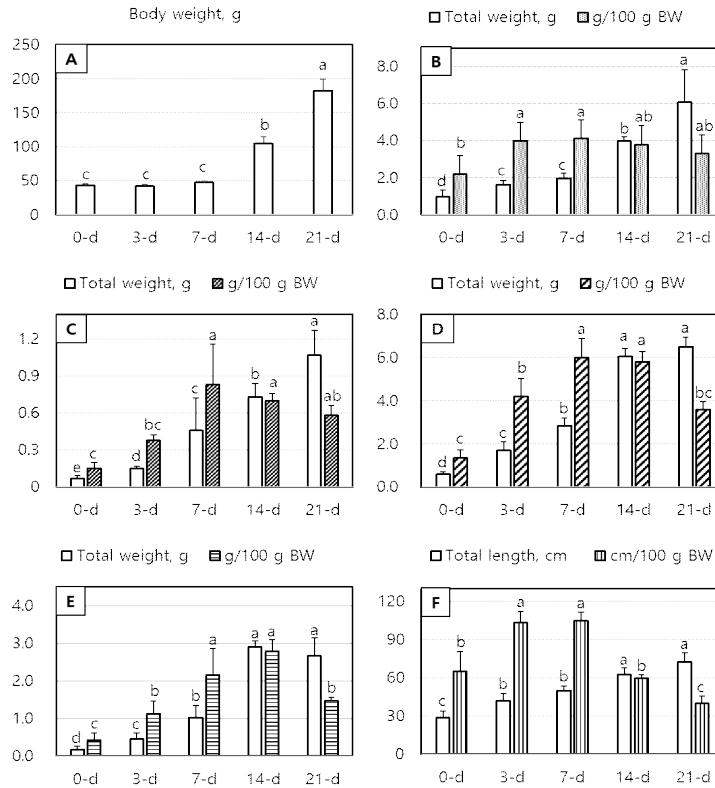 Body weight, g
Total weight, g g/100 g BW
A
250
200
150
100
50
0
c c c b a
0-d 3-d 7-d 14-d 21-d
B
8.0
6.0
4.0
2.0
0.0
d b c a c a b ab a ab
0-d 3-d 7-d 14-d 21-d
Total weight, g g/100 g BW
Total weight, g g/100 g BW
C
1.2
0.9
0.6
0.3
0
e c d bc c a b a a ab
0-d 3-d 7-d 14-d 21-d
D
8.0
6.0
4.0
2.0
0.0
d c c b b a a a a bc
0-d 3-d 7-d 14-d 21-d
Total weight, g g/100 g BW
Total length, cm cm/100 g BW
E
4.0
3.0
2.0
1.0
0.0
d c c b b a a a a b
0-d 3-d 7-d 14-d 21-d
F
120
90
60
30
0
c b b a b a a b a c
0-d 3-d 7-d 14-d 21-d